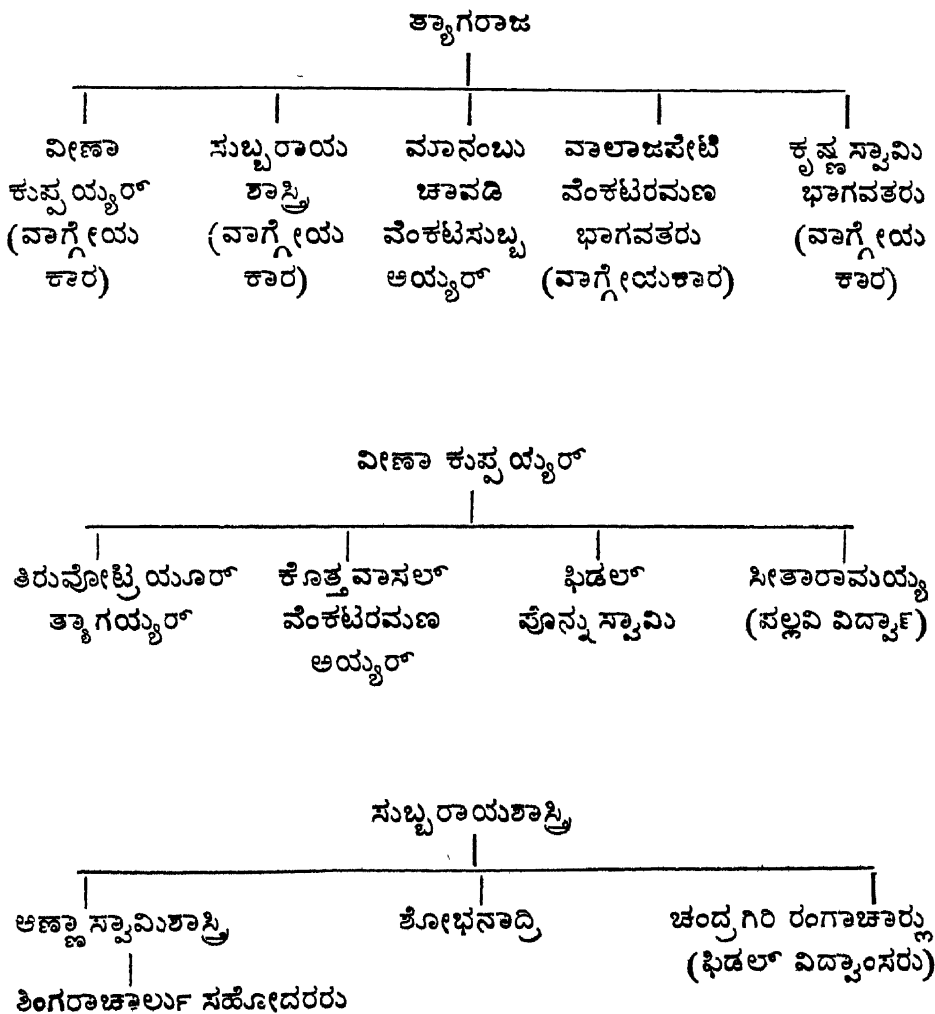 ತ್ಯಾಗರಾಜ
ವೀಣಾ ಸುಬ್ಬರಾಯ ಮಾನಂಬು ವಾಲಾಜಪೇಟೆ ಕೃಷ್ಣಸ್ವಾಮಿ
ಕುಪ್ಪಯ್ಯರ್ ಶಾಸ್ತ್ರಿ ಚಾವಡಿ ವೆಂಕಟರಮಣ ಭಾಗವತರು
(ವಾಗ್ಗೇಯ (ವಾಗ್ಗೇಯ ವೆಂಕಟಸುಬ್ಬ ಭಾಗವತರು (ವಾಗ್ಗೇಯ
ಕಾರ) ಕಾರ) ಅಯ್ಯರ್ (ವಾಗ್ಗೇಯಕಾರ) ಕಾರ)
ವೀಣಾ ಕುಪ್ಪಯ್ಯರ್
ತಿರುವೋಟ್ರಿಯೂರ್ ಕೊತ್ತವಾಸಲ್ ಫಿಡಲ್ ಸೀತಾರಾಮಯ್ಯ
ತ್ಯಾಗಯ್ಯರ್ ವೆಂಕಟರಮಣ ಪೊನ್ನುಸ್ವಾಮಿ (ಪಲ್ಲವಿ ವಿದ್ವಾನ್)
ಅಯ್ಯರ್
ಸುಬ್ಬರಾಯಶಾಸ್ತ್ರಿ
ಅಣ್ಣಾಸ್ವಾಮಿಶಾಸ್ತ್ರಿ ಶೋಭನಾದ್ರಿ ಚಂದ್ರಗಿರಿ ರಂಗಾಚಾರ್ಲು
(ಫಿಡಲ್ ವಿದ್ವಾಂಸರು)
ಶಿಂಗರಾಚಾರ್ಲು ಸಹೋದರರು